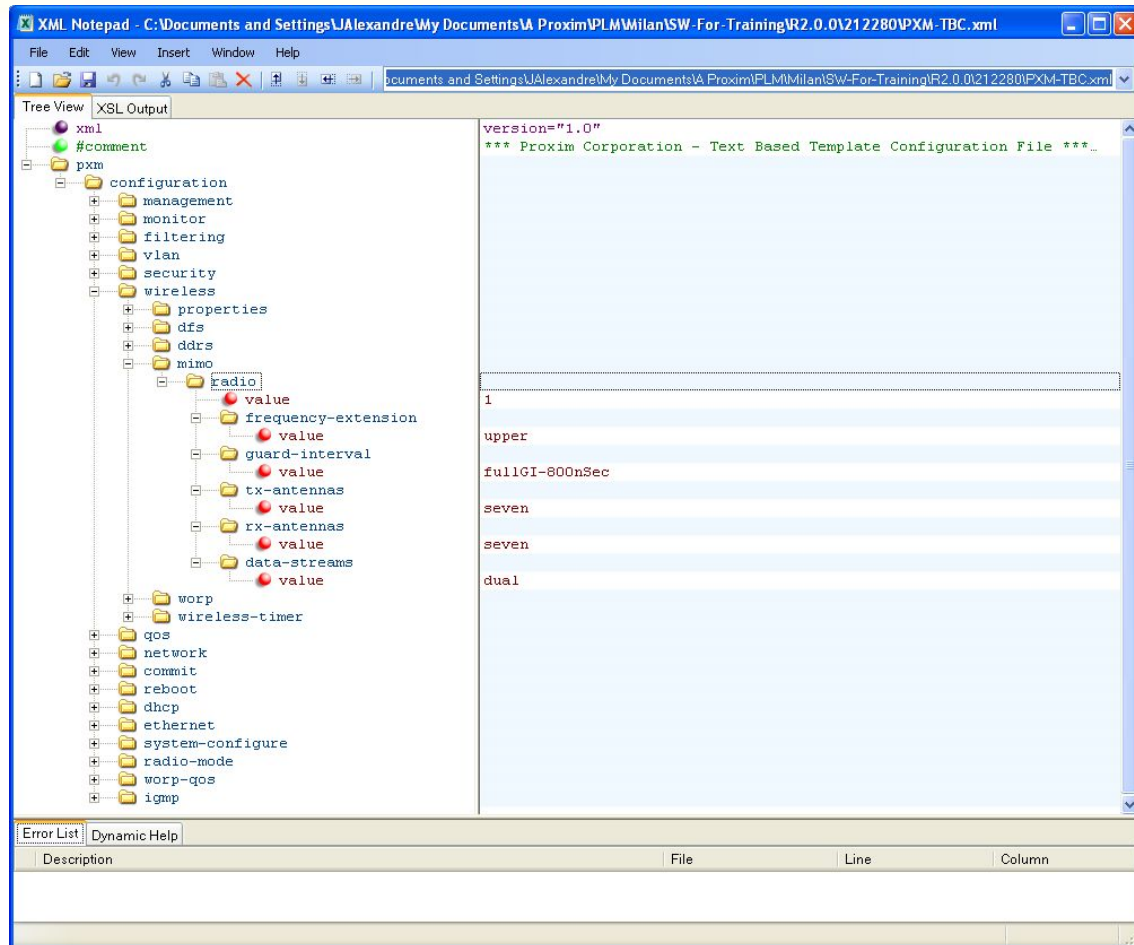 XML Notepad - C:\Documents and Settings\JAlexandre\My Documents\A Proxim\PLM\Milan\SW-For-Training\R2.0.0\212280\PXM-TBC.xml
File Edit View Insert Window Help
ocuments and Settings\JAlexandre\My Documents\A Proxim\PLM\Milan\SW-For-Training\R2.0.0\212280\PXM-TBC.xml
Tree View XSL Output
xml version="1.0"
#comment *** Proxim Corporation - Text Based Template Configuration File ***…
pxm
configuration
management
monitor
filtering
vlan
security
wireless
properties
dfs
ddrs
mimo
radio
value 1
frequency-extension
value upper
guard-interval
value fullGI-800nSec
tx-antennas
value seven
rx-antennas
value seven
data-streams
value dual
worp
wireless-timer
qos
network
commit
reboot
dhcp
ethernet
system-configure
radio-mode
worp-qos
igmp
Error List Dynamic Help
Description File Line Column